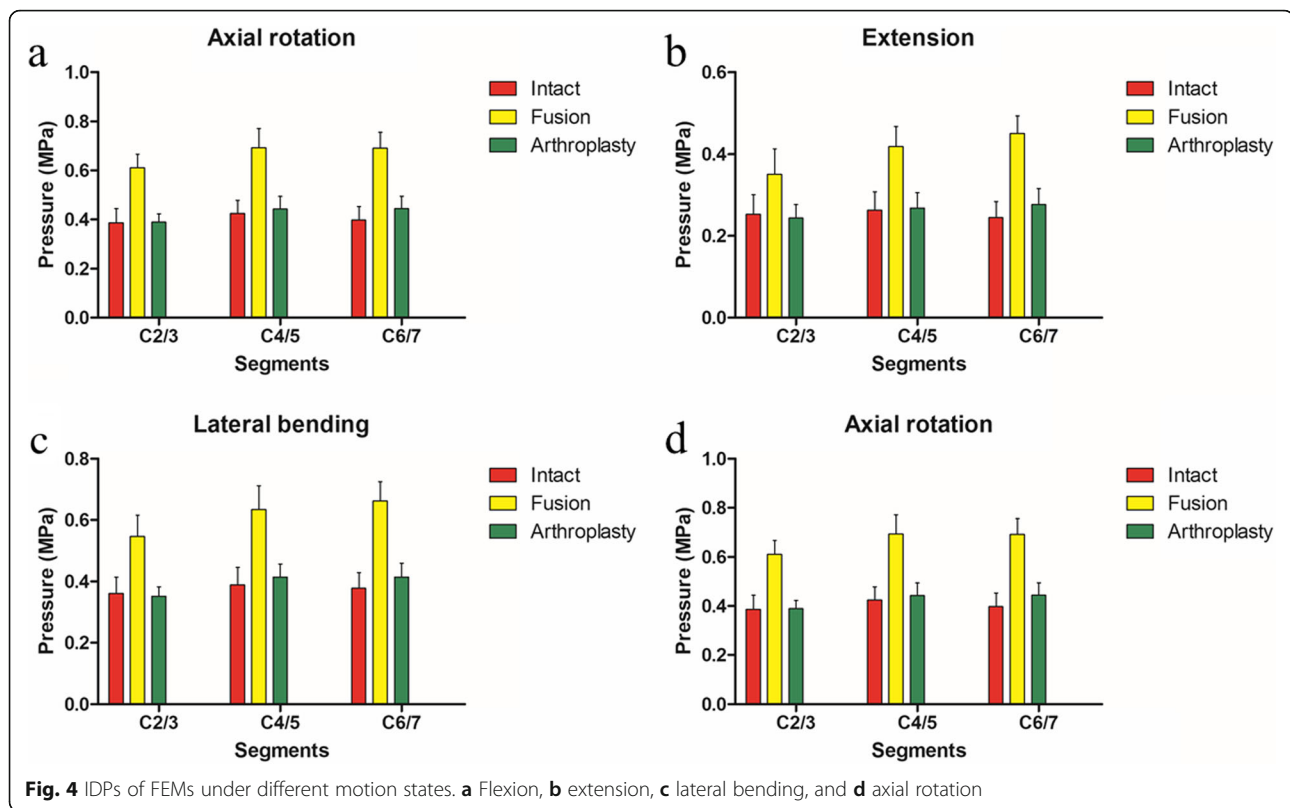 a
Axial rotation
Pressure (MPa)
1.0
0.8
0.6
0.4
0.2
0.0
C2/3 C4/5 C6/7
Segments
Intact
Fusion
Arthroplasty
b
Extension
Pressure (MPa)
0.6
0.4
0.2
0.0
C2/3 C4/5 C6/7
Segments
Intact
Fusion
Arthroplasty
c
Lateral bending
Pressure (MPa)
0.8
0.6
0.4
0.2
0.0
C2/3 C4/5 C6/7
Segments
Intact
Fusion
Arthroplasty
d
Axial rotation
Pressure (MPa)
1.0
0.8
0.6
0.4
0.2
0.0
C2/3 C4/5 C6/7
Segments
Intact
Fusion
Arthroplasty
Fig. 4 IDPs of FEMs under different motion states. a Flexion, b extension, c lateral bending, and d axial rotation